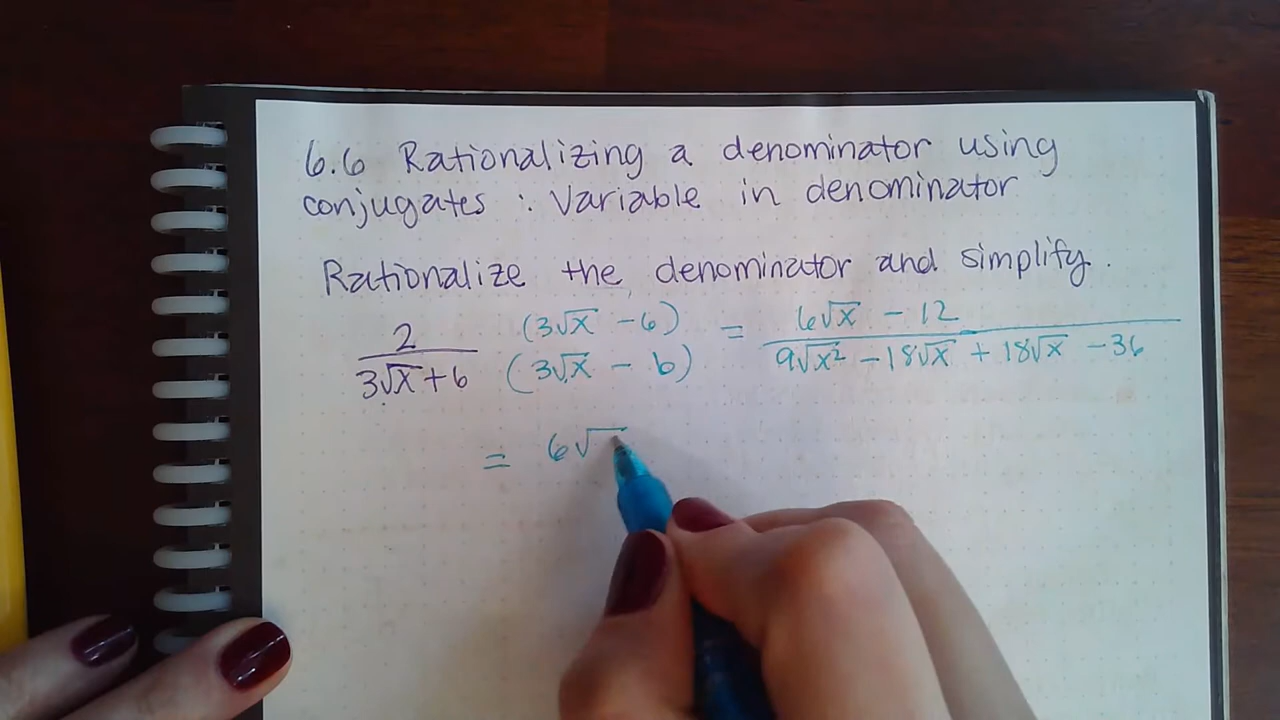 6.6 Rationalizing a denominator using
conjugates : Variable in denominator
Rationalize the denominator and simplify.
2 (3√x - 6) = 6√x - 12
3√x + 6 (3√x - 6) 9√x² - 18√x + 18√x - 36
= 6√